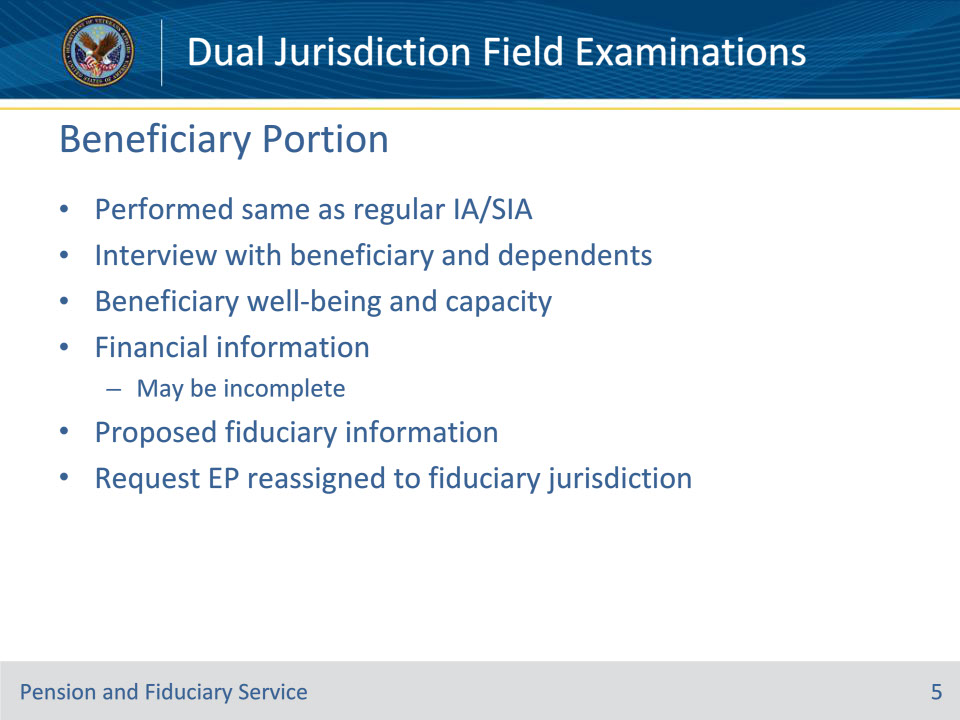 Dual Jurisdiction Field Examinations
Beneficiary Portion
• Performed same as regular IA/SIA
• Interview with beneficiary and dependents
• Beneficiary well-being and capacity
• Financial information
– May be incomplete
• Proposed fiduciary information
• Request EP reassigned to fiduciary jurisdiction
Pension and Fiduciary Service
5